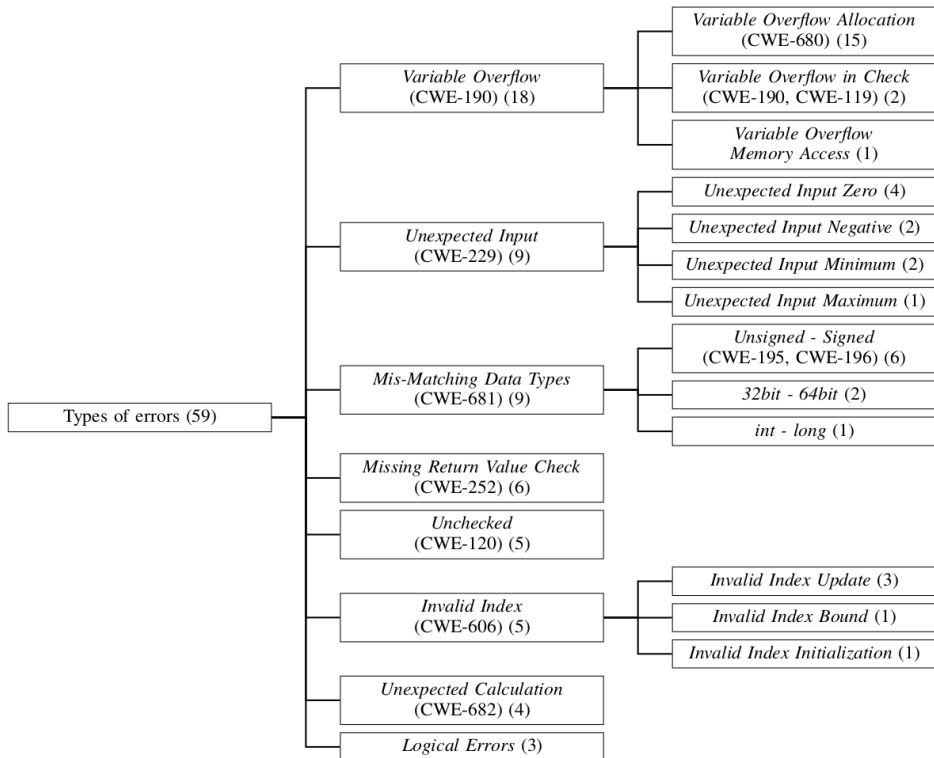 Types of errors (59)
Variable Overflow
(CWE-190) (18)
Variable Overflow Allocation
(CWE-680) (15)
Variable Overflow in Check
(CWE-190, CWE-119) (2)
Variable Overflow
Memory Access (1)
Unexpected Input
(CWE-229) (9)
Unexpected Input Zero (4)
Unexpected Input Negative (2)
Unexpected Input Minimum (2)
Unexpected Input Maximum (1)
Mis-Matching Data Types
(CWE-681) (9)
Unsigned - Signed
(CWE-195, CWE-196) (6)
32bit - 64bit (2)
int - long (1)
Missing Return Value Check
(CWE-252) (6)
Unchecked
(CWE-120) (5)
Invalid Index
(CWE-606) (5)
Invalid Index Update (3)
Invalid Index Bound (1)
Invalid Index Initialization (1)
Unexpected Calculation
(CWE-682) (4)
Logical Errors (3)